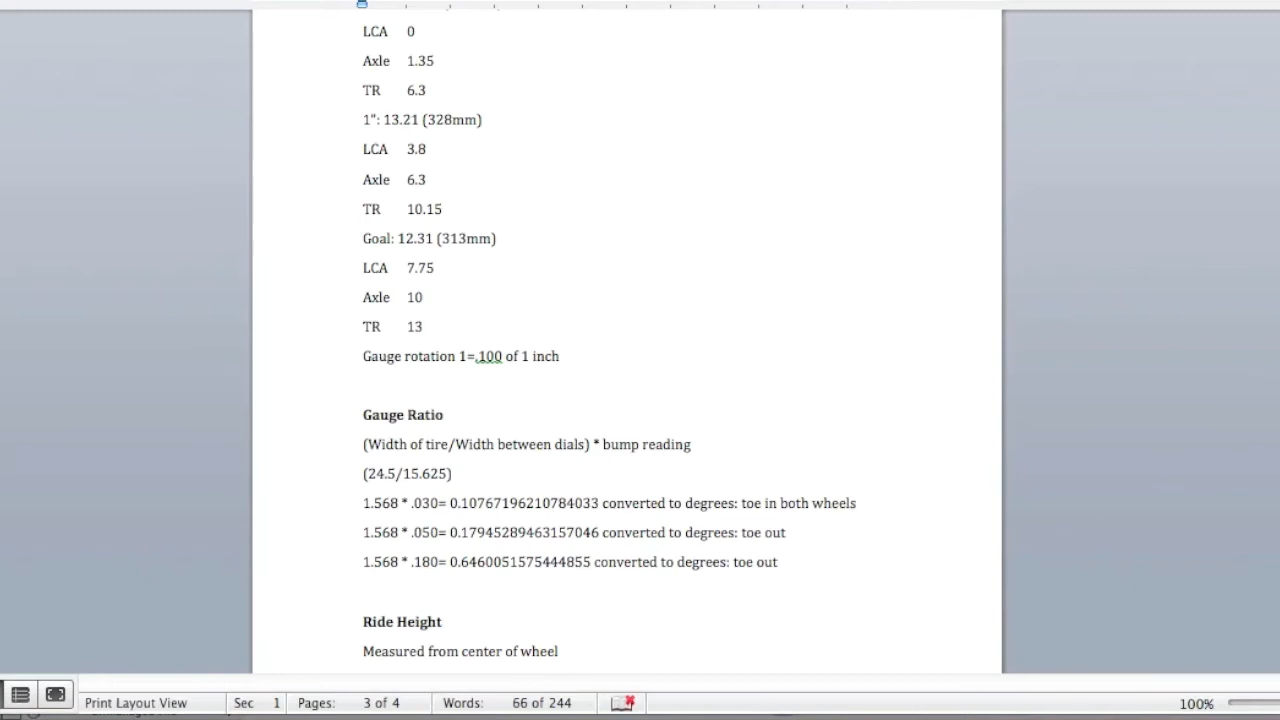 LCA 0
Axle 1.35
TR 6.3
1": 13.21 (328mm)
LCA 3.8
Axle 6.3
TR 10.15
Goal: 12.31 (313mm)
LCA 7.75
Axle 10
TR 13
Gauge rotation 1=.100 of 1 inch
Gauge Ratio
(Width of tire/Width between dials) * bump reading
(24.5/15.625)
1.568 * .030= 0.10767196210784033 converted to degrees: toe in both wheels
1.568 * .050= 0.17945289463157046 converted to degrees: toe out
1.568 * .180= 0.6460051575444855 converted to degrees: toe out
Ride Height
Measured from center of wheel
Print Layout View Sec 1 Pages: 3 of 4 Words: 66 of 244 100%